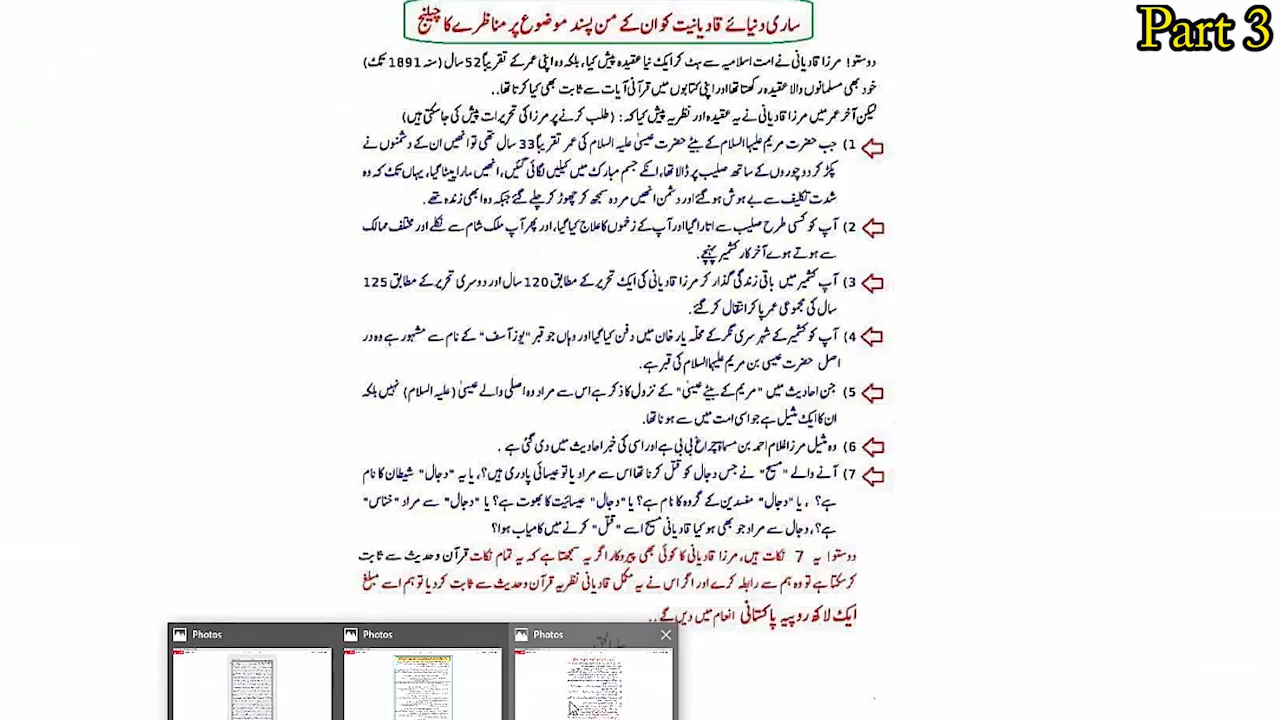 Part 3
ساری دنیائے قادیانیت کو ان کے من پسند موضوع پر مناظرے کا چیلنج
دوستو! مرزا قادیانی نے امت اسلامیہ سے ہٹ کر ایک نیا عقیدہ پیش کیا، بلکہ وہ اپنی عمر کے تقریباً 52 سال (سنہ 1891 تک)
خود بھی مسلمانوں والا عقیدہ رکھتا تھا اور اپنی کتابوں میں قرآنی آیات سے ثابت بھی کیا کرتا تھا..
لیکن آخر عمر میں مرزا قادیانی نے یہ عقیدہ اور نظریہ پیش کیا کہ: (طلب کرنے پر مرزا کی تحریرات پیش کی جاسکتی ہیں)
1) جب حضرت مریم علیہا السلام کے بیٹے حضرت عیسیٰ علیہ السلام کی عمر تقریباً 33 سال تھی تو انھیں ان کے دشمنوں نے
پکڑ کر دو چوروں کے ساتھ صلیب پر ڈالا تھا، انکے جسم مبارک میں کیلیں لگائی گئیں، انھیں مارا پیٹا گیا، یہاں تک کہ وہ
شدت تکلیف سے بے ہوش ہو گئے اور دشمن انھیں مردہ سمجھ کر چھوڑ کر چلے گئے جبکہ وہ ابھی زندہ تھے.
2) آپ کو کسی طرح صلیب سے اتارا گیا اور آپ کے زخموں کا علاج کیا گیا، اور پھر آپ ملک شام سے نکلے اور مختلف ممالک
سے ہوتے ہوے آخر کار کشمیر پہنچے.
3) آپ کشمیر میں باقی زندگی گذار کر مرزا قادیانی کی ایک تحریر کے مطابق 120 سال اور دوسری تحریر کے مطابق 125
سال کی مجموعی عمر پا کر انتقال کر گئے.
4) آپ کو کشمیر کے شہر سری نگر کے محلّہ یار خان میں دفن کیا گیا اور وہاں جو قبر "یوز آسف" کے نام سے مشہور ہے وہ در
اصل حضرت عیسی بن مریم علیہا السلام کی قبر ہے.
5) جن احادیث میں "مریم کے بیٹے عیسیٰ" کے نزول کا ذکر ہے اس سے مراد وہ اصلی والے عیسیٰ (علیہ السلام) نہیں بلکہ
ان کا ایک مثیل ہے جو اسی امت میں سے ہونا تھا.
6) وہ مثیل مرزا غلام احمد بن مسماۃ چراغ بی بی ہے اور اسی کی خبر احادیث میں دی گئی ہے .
7) آنے والے "مسیح" نے جس دجال کو قتل کرنا تھا اس سے مراد یا تو عیسائی پادری ہیں؟، یا یہ "دجال" شیطان کا نام
ہے؟ ، یا "دجال" مفسدین کے گروہ کا نام ہے؟ یا "دجال" عیسائیت کا بھوت ہے؟ یا "دجال" سے مراد "خناس"
ہے؟، دجال سے مراد جو بھی ہو کیا قادیانی مسیح اسے "قتل" کرنے میں کامیاب ہوا؟
دوستو! یہ 7 نکات ہیں، مرزا قادیانی کا کوئی بھی پیروکار اگر یہ سمجھتا ہے کہ یہ تمام نکات قرآن وحدیث سے ثابت
کر سکتا ہے تو وہ ہم سے رابطہ کرے اور اگر اس نے یہ مکمل قادیانی نظریہ قرآن وحدیث سے ثابت کر دیا تو ہم اسے مبلغ
ایک لاکھ روپیہ پاکستانی انعام میں دیں گے ..
Photos
Photos
Photos